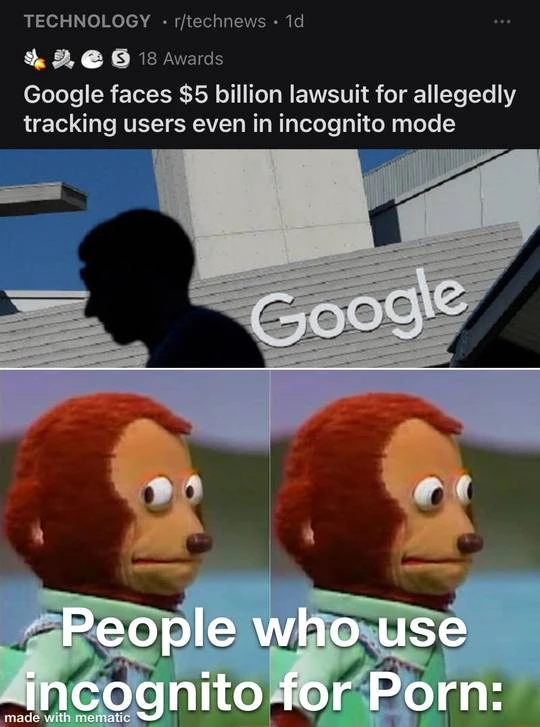 TECHNOLOGY • r/technews • 1d
18 Awards
Google faces $5 billion lawsuit for allegedly
tracking users even in incognito mode
Google
People who use
incognito for Porn:
made with mematic